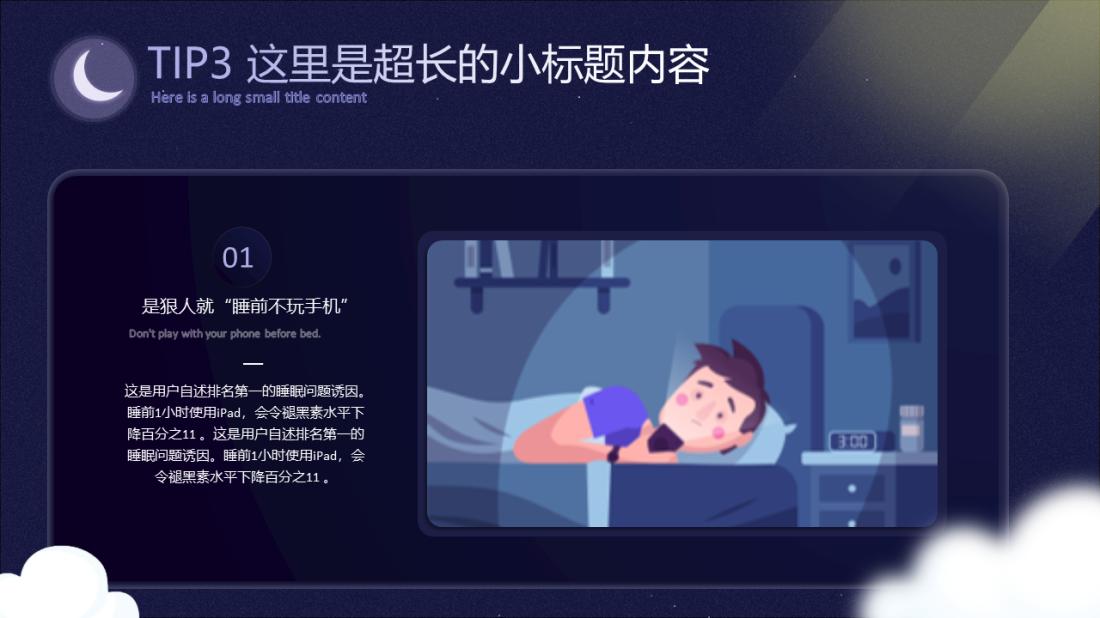 TIP3 这里是超长的小标题内容
Here is a long small title content
01
是狠人就“睡前不玩手机”
Don't play with your phone before bed.
这是用户自述排名第一的睡眠问题诱因。
睡前1小时使用iPad，会令褪黑素水平下
降百分之11 。这是用户自述排名第一的
睡眠问题诱因。睡前1小时使用iPad，会
令褪黑素水平下降百分之11 。
3:00